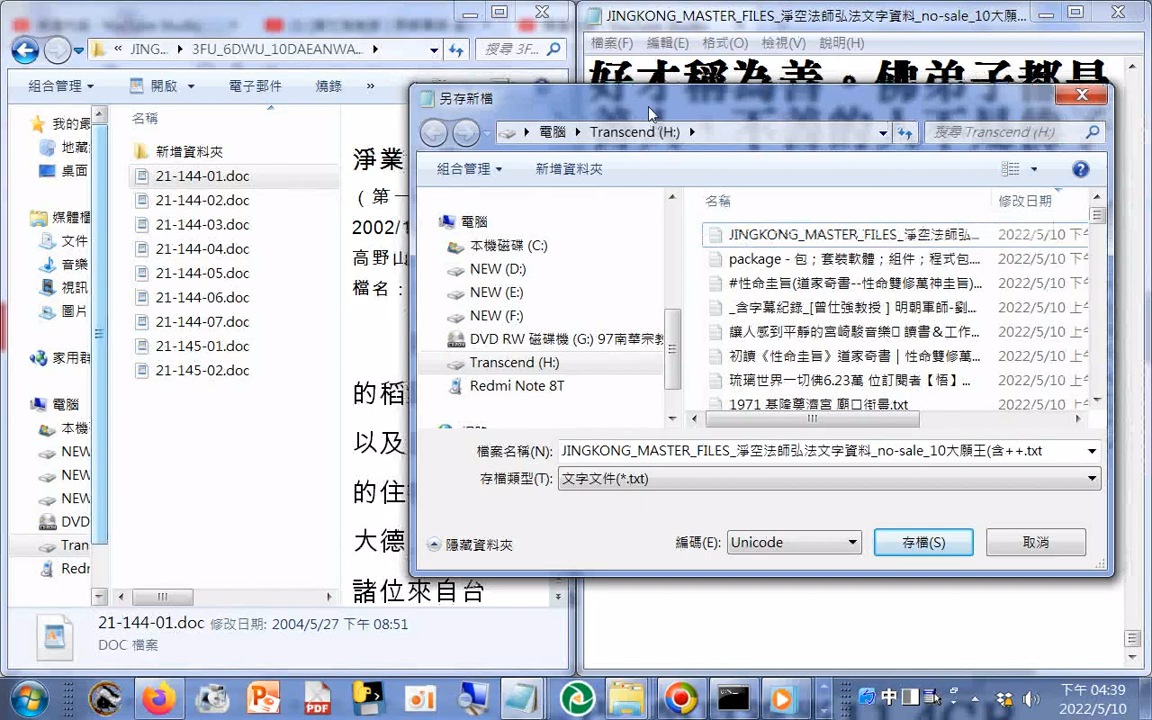 JING...
3FU_6DWU_10DAEANWA...
搜尋 3F...
組合管理
開啟
電子郵件
燒錄
»
我的最
地藏
桌面
媒體櫃
文件
音樂
視訊
圖片
家用群
電腦
本機
NEW
NEW
NEW
DVD
Tran
Redr
名稱
新增資料夾
21-144-01.doc
21-144-02.doc
21-144-03.doc
21-144-04.doc
21-144-05.doc
21-144-06.doc
21-144-07.doc
21-145-01.doc
21-145-02.doc
淨業
(第一
2002/1
高野山
檔名：
的稻
以及
的住
大德
諸位來自台
21-144-01.doc 修改日期: 2004/5/27 下午 08:51
DOC 檔案
JINGKONG_MASTER_FILES_淨空法師弘法文字資料_no-sale_10大願...
檔案(F) 編輯(E) 格式(O) 檢視(V) 說明(H)
好才稱為善。佛弟子都是
另存新檔
電腦 Transcend (H:)
搜尋 Transcend (H:)
組合管理 新增資料夾
電腦
本機磁碟 (C:)
NEW (D:)
NEW (E:)
NEW (F:)
DVD RW 磁碟機 (G:) 97南華宗教
Transcend (H:)
Redmi Note 8T
名稱 修改日期
JINGKONG_MASTER_FILES_淨空法師弘... 2022/5/10 下午
package - 包；套裝軟體；組件；程式包.... 2022/5/10 下午
#性命圭旨(道家奇書--性命雙修萬神圭旨)... 2022/5/10 上午
_含字幕紀錄_[曾仕強教授 ] 明朝軍師-劉... 2022/5/10 上午
讓人感到平靜的宮崎駿音樂 讀書＆工作... 2022/5/10 上午
初讀《性命圭旨》道家奇書 | 性命雙修萬... 2022/5/10 上午
琉璃世界一切佛6.23萬 位訂閱者【悟】... 2022/5/10 上午
1971 基隆奠濟宮 廟口街景.txt 2022/5/10 上午
檔案名稱(N): JINGKONG_MASTER_FILES_淨空法師弘法文字資料_no-sale_10大願王(含++.txt
存檔類型(T): 文字文件(*.txt)
隱藏資料夾
編碼(E): Unicode
存檔(S)
取消
中
下午 04:39
2022/5/10